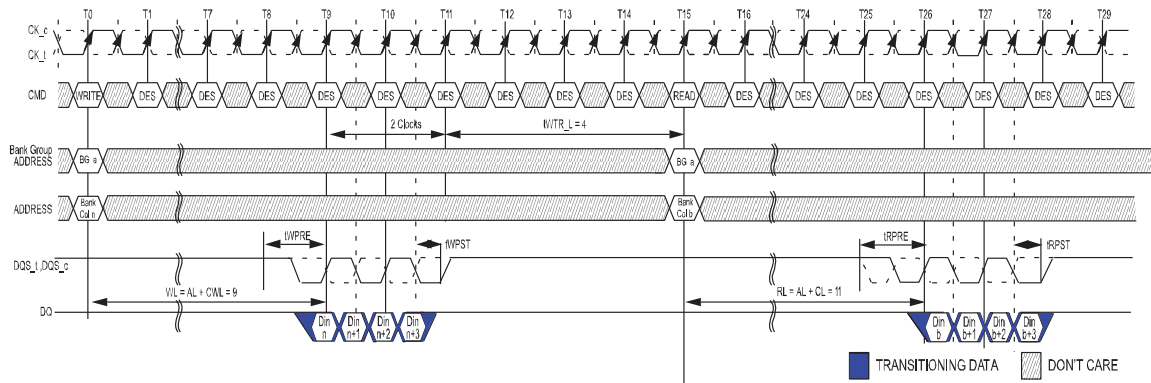 T0 T1 T7 T8 T9 T10 T11 T12 T13 T14 T15 T16 T24 T25 T26 T27 T28 T29
CK_c
CK_t
CMD WRITE DES DES DES DES DES DES DES DES DES READ DES DES DES DES DES DES DES
2 Clocks tWTR_L = 4
Bank Group
ADDRESS BG a BG a
ADDRESS Bank Col n Bank Col b
tWPRE tWPST tRPRE tRPST
DQS_t ,DQS_c
WL = AL + CWL = 9 RL = AL + CL = 11
DQ Din n Din n+1 Din n+2 Din n+3 Din b Din b+1 Din b+2 Din b+3
TRANSITIONING DATA DON'T CARE